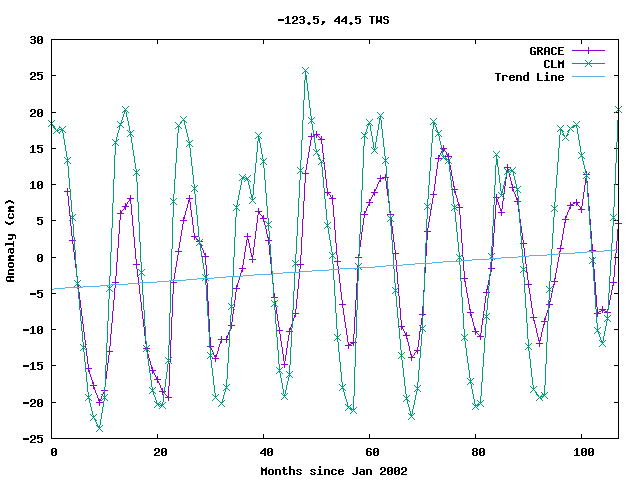 -123.5, 44.5 TWS
GRACE
CLM
Trend Line
30
25
20
15
10
5
0
-5
-10
-15
-20
-25
Anomaly (cm)
0 20 40 60 80 100
Months since Jan 2002